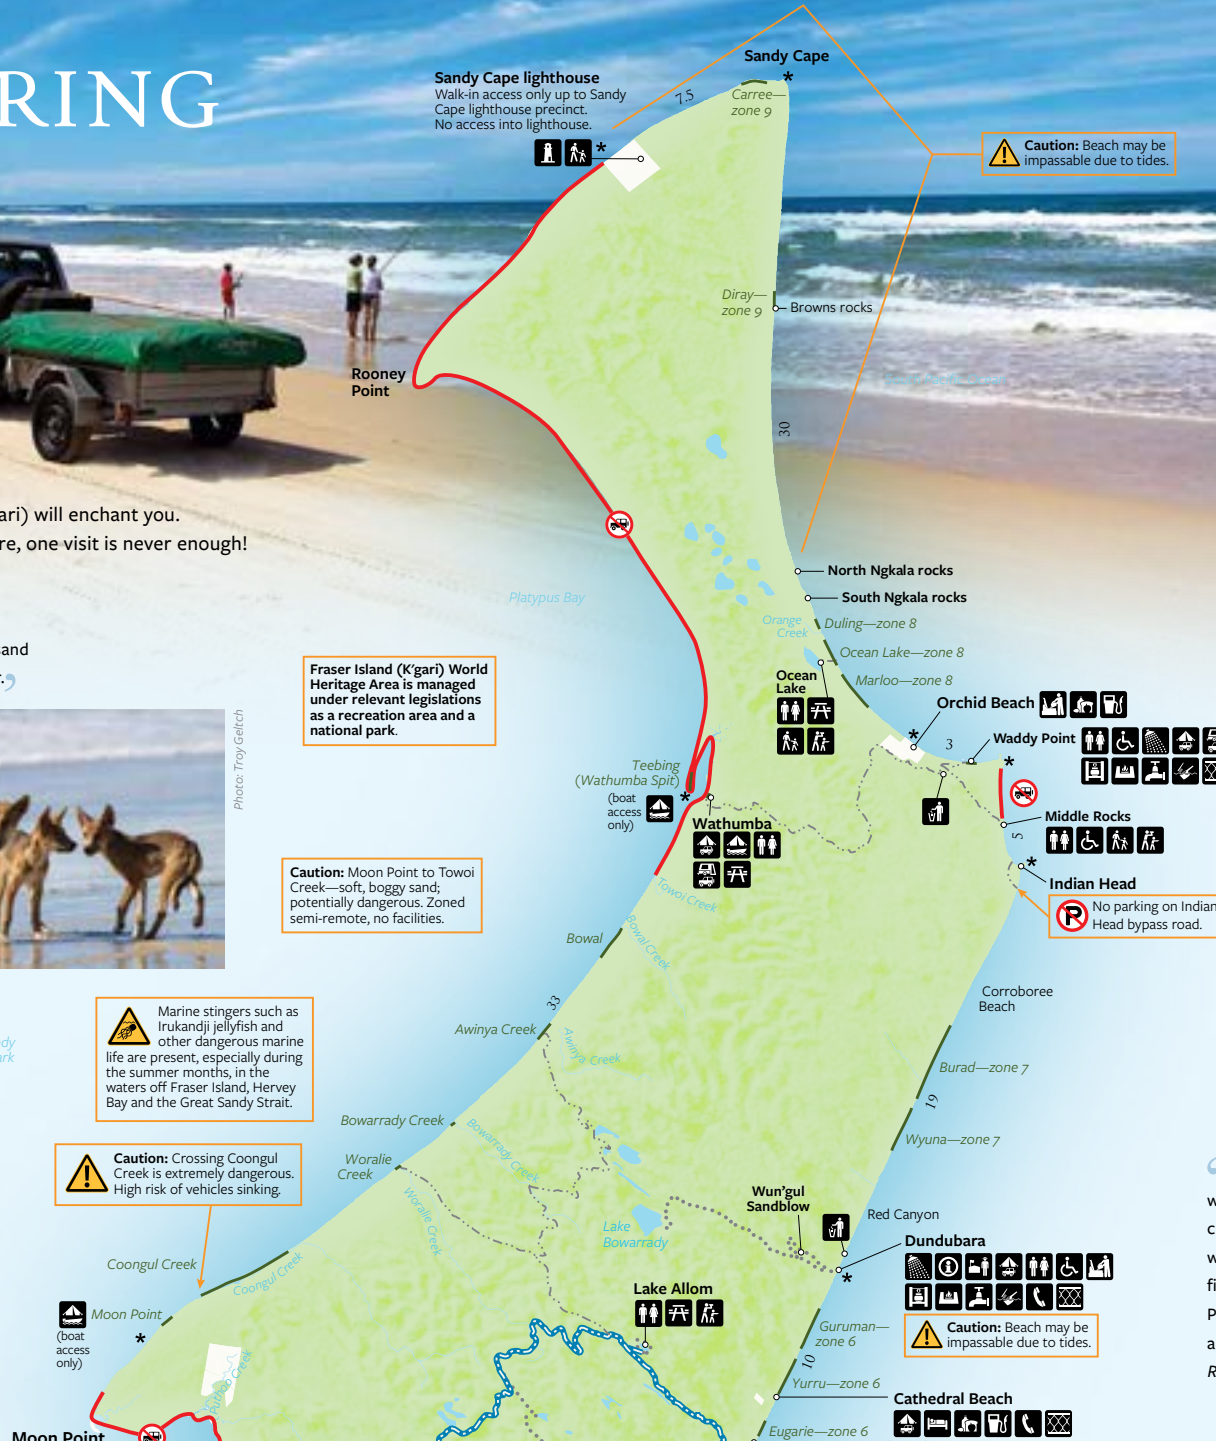 RING
ari) will enchant you.
re, one visit is never enough!
sand
.’
Photo: Troy Geltch
Sandy Cape lighthouse
Walk-in access only up to Sandy
Cape lighthouse precinct.
No access into lighthouse.
7.5
Sandy Cape
Carree—
zone 9
Caution: Beach may be
impassable due to tides.
Diray—
zone 9
Browns rocks
Rooney
Point
30
Platypus Bay
North Ngkala rocks
South Ngkala rocks
Orange
Creek
Duling—zone 8
Ocean Lake—zone 8
Marloo—zone 8
Ocean
Lake
Orchid Beach
3
Waddy Point
Fraser Island (K’gari) World
Heritage Area is managed
under relevant legislations
as a recreation area and a
national park.
Teebing
(Wathumba Spit)
(boat
access
only)
Wathumba
Middle Rocks
5
Indian Head
P
No parking on Indian
Head bypass road.
Caution: Moon Point to Towoi
Creek—soft, boggy sand;
potentially dangerous. Zoned
semi-remote, no facilities.
Towoi Creek
Bowal
Bowal Creek
Corroboree
Beach
33
Marine stingers such as
Irukandji jellyfish and
other dangerous marine
life are present, especially during
the summer months, in the
waters off Fraser Island, Hervey
Bay and the Great Sandy Strait.
dy
ark
Awinya Creek
Awinya Creek
Burad—zone 7
19
Wyuna—zone 7
Bowarrady Creek
Bowarrady Creek
Caution: Crossing Coongul
Creek is extremely dangerous.
High risk of vehicles sinking.
Woralie
Creek
Woralie Creek
Wun’gul
Sandblow
Lake
Bowarrady
Red Canyon
Dundubara
Caution: Beach may be
impassable due to tides.
Coongul Creek
Coongul Creek
Lake Allom
Moon Point
(boat
access
only)
Guruman—
zone 6
10
Yurru—zone 6
Puthoo Creek
Cathedral Beach
Eugarie—zone 6
Moon Point
‘
w
c
w
fi
P
a
R